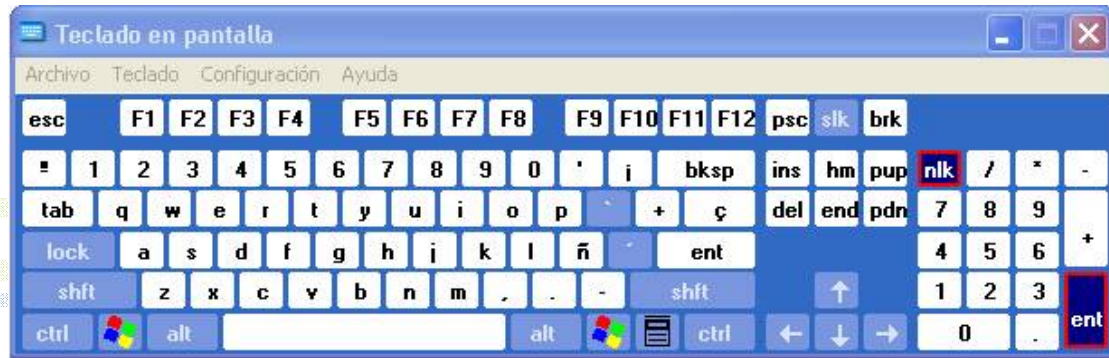 Teclado en pantalla
Archivo Teclado Configuración Ayuda
esc F1 F2 F3 F4 F5 F6 F7 F8 F9 F10 F11 F12 psc slk brk
º 1 2 3 4 5 6 7 8 9 0 ' ¡ bksp ins hm pup nlk / * -
tab q w e r t y u i o p ` + ç del end pdn 7 8 9 +
lock a s d f g h j k l ñ ´ ent 4 5 6
shft z x c v b n m , . - shft ↑ 1 2 3 ent
ctrl alt alt ctrl ← ↓ → 0 .